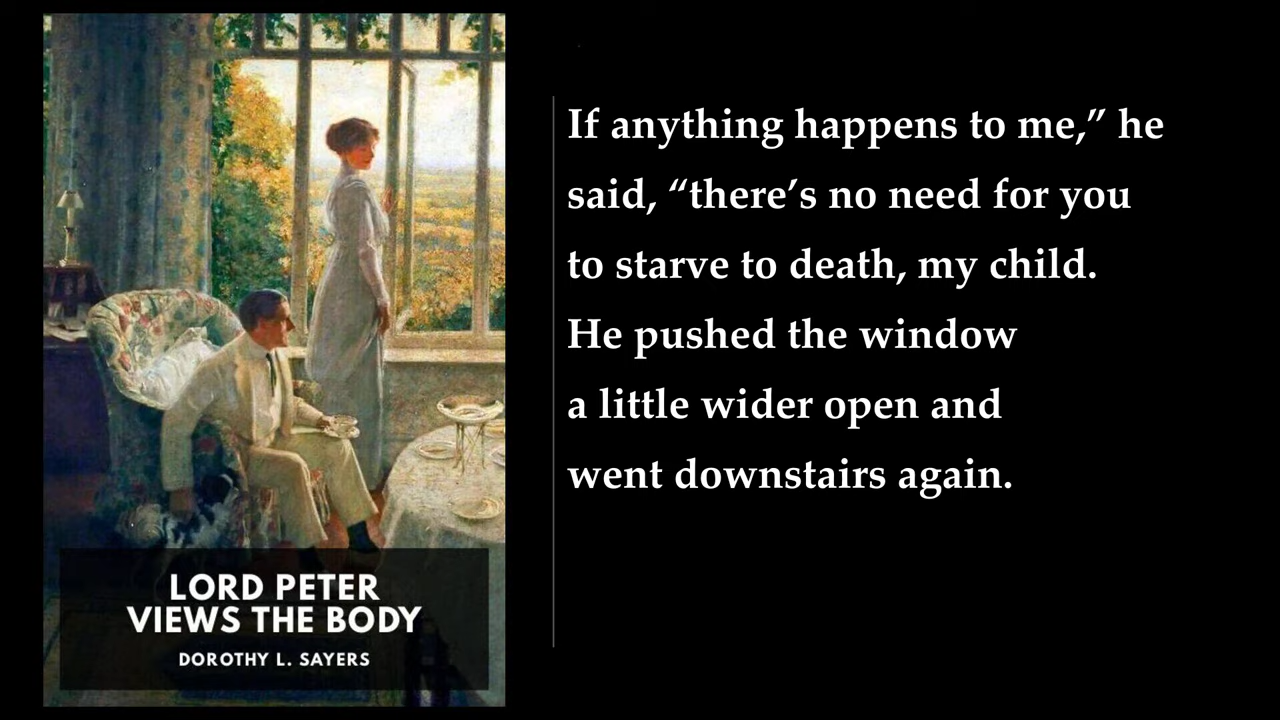 LORD PETER
VIEWS THE BODY
DOROTHY L. SAYERS
If anything happens to me,” he
said, “there’s no need for you
to starve to death, my child.
He pushed the window
a little wider open and
went downstairs again.